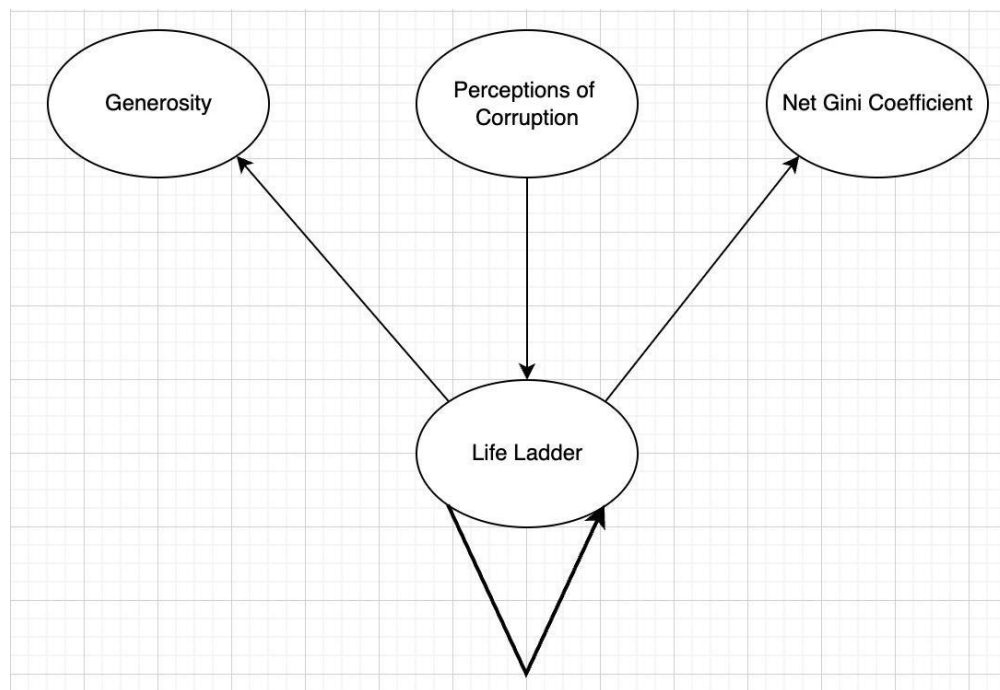 Generosity
Perceptions of
Corruption
Net Gini Coefficient
Life Ladder